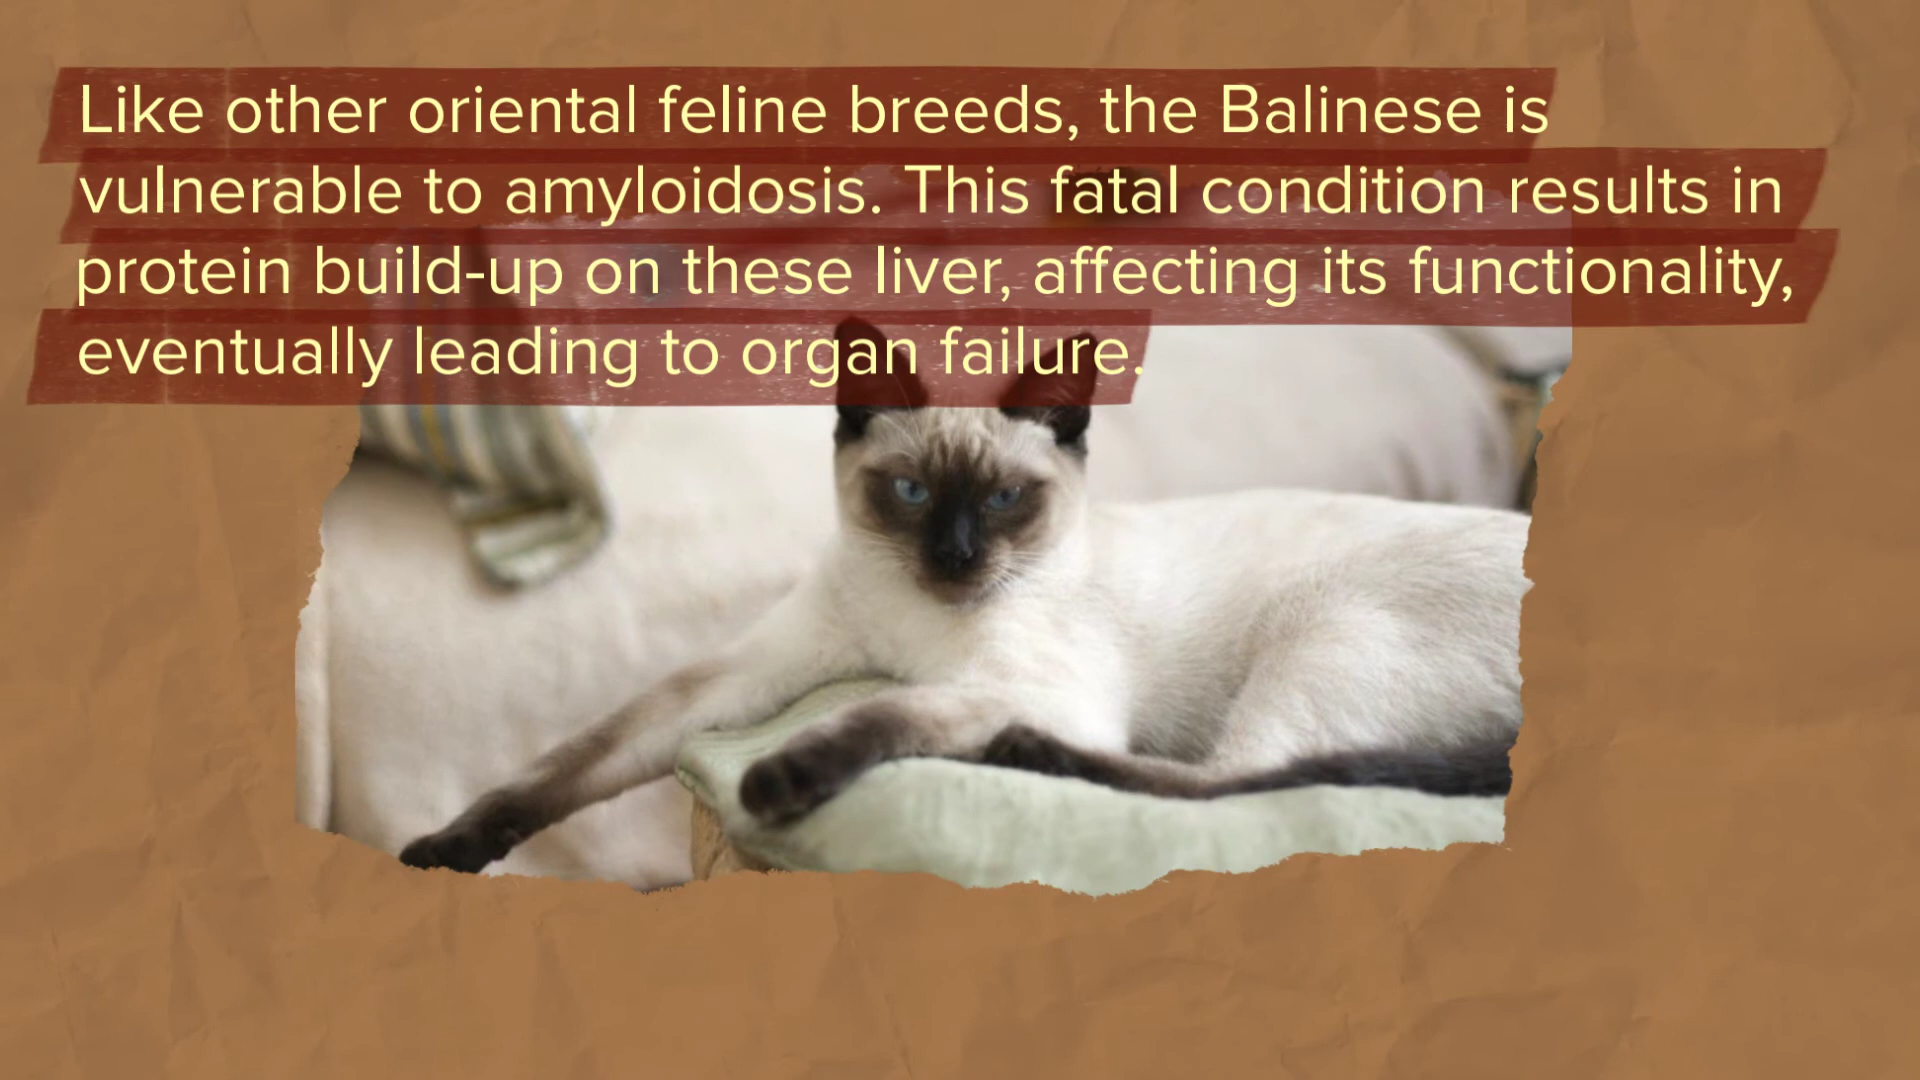 Like other oriental feline breeds, the Balinese is
vulnerable to amyloidosis. This fatal condition results in
protein build-up on these liver, affecting its functionality,
eventually leading to organ failure.